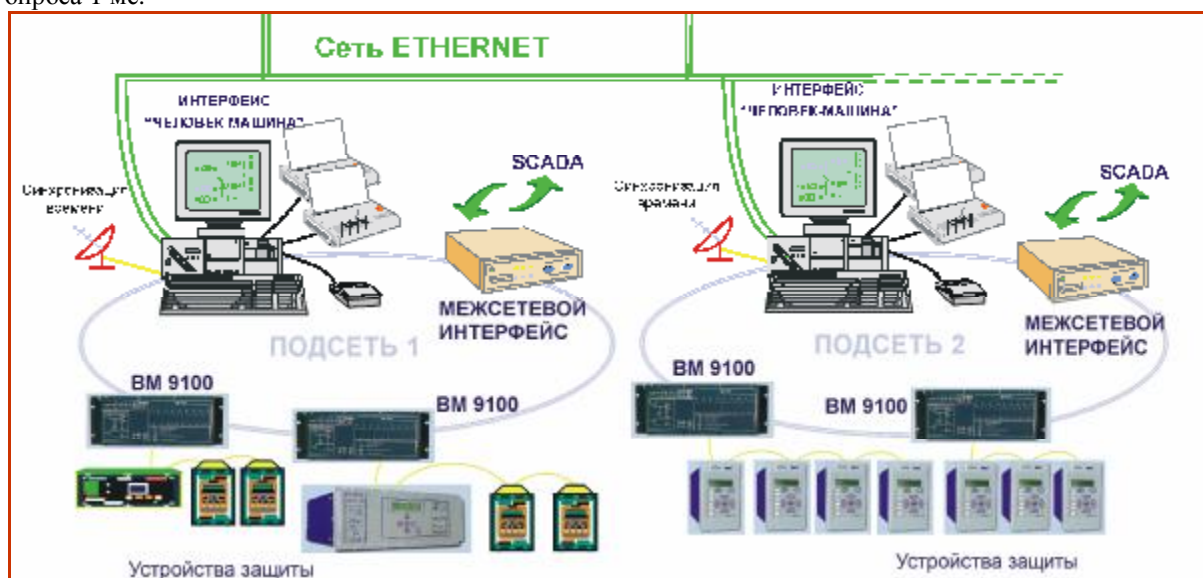 опроса 1 мс.
Сеть ETHERNET
ИНТЕРФЕЙС
"ЧЕЛОВЕК МАШИНА"
SCADA
Синхронизация
времени
МЕЖСЕТЕВОЙ
ИНТЕРФЕЙС
ПОДСЕТЬ 1
BM 9100
BM 9100
Устройства защиты
ИНТЕРФЕЙС
"ЧЕЛОВЕК-МАШИНА"
SCADA
Синхронизация
времени
МЕЖСЕТЕВОЙ
ИНТЕРФЕЙС
ПОДСЕТЬ 2
BM 9100
BM 9100
Устройства защиты